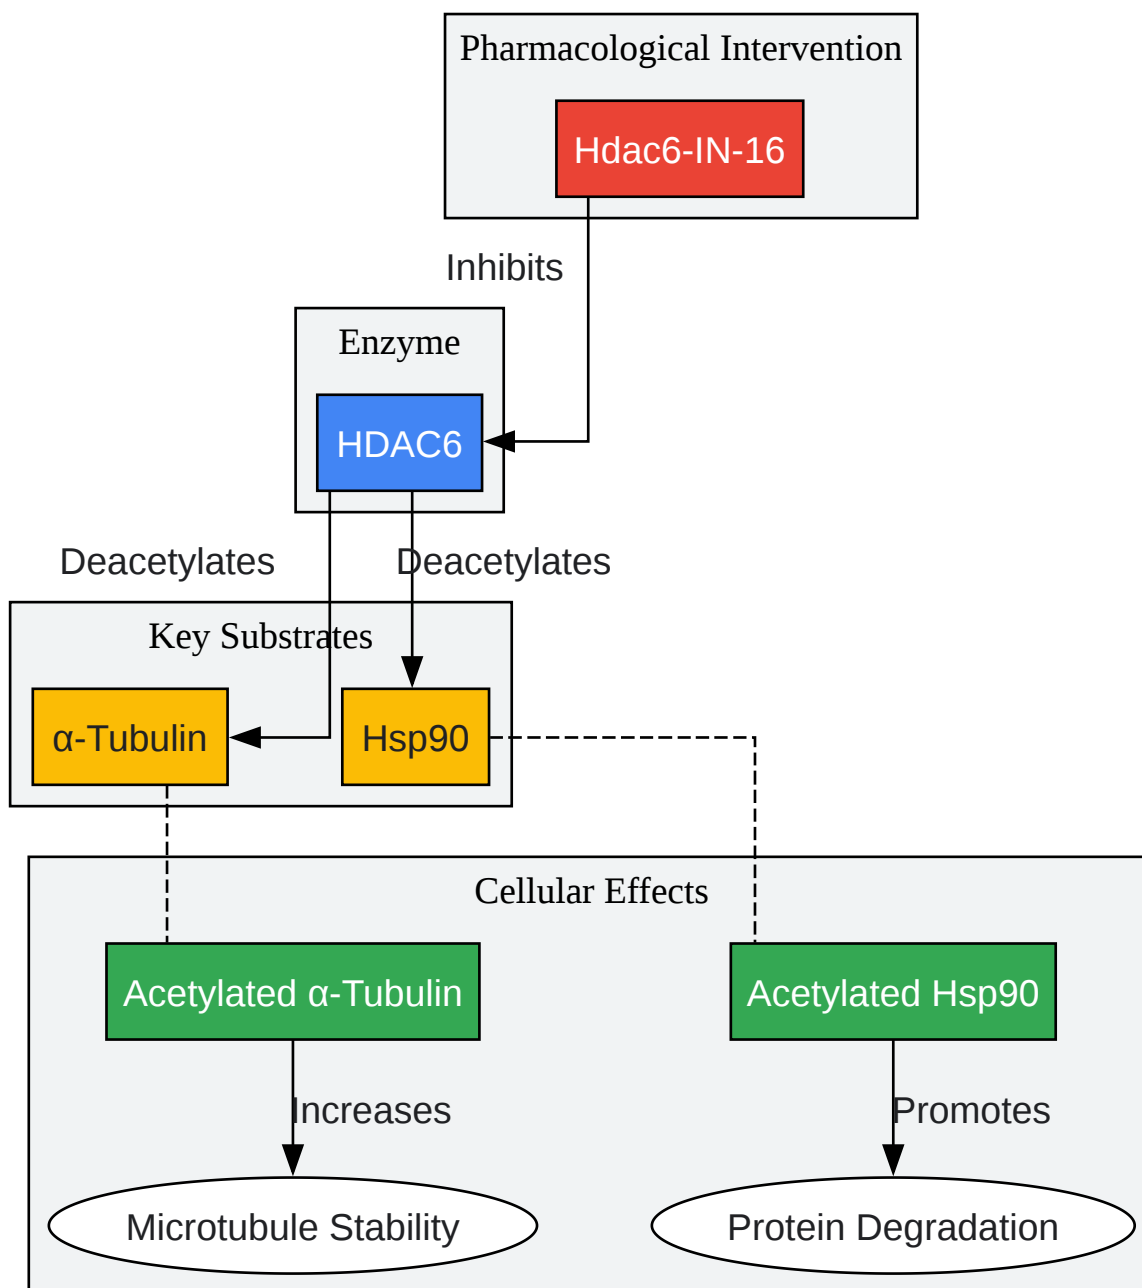 Pharmacological Intervention
Hdac6-IN-16
Inhibits
Enzyme
HDAC6
Deacetylates
Deacetylates
Key Substrates
α-Tubulin
Hsp90
Cellular Effects
Acetylated α-Tubulin
Acetylated Hsp90
Increases
Promotes
Microtubule Stability
Protein Degradation